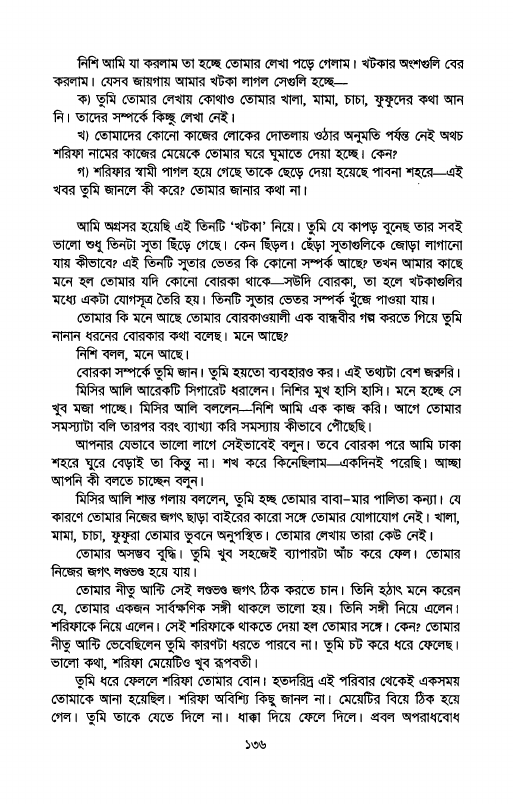 নিশি আমি যা করলাম তা হচ্ছে তোমার লেখা পড়ে গেলাম। খটকার অংশগুলি বের
করলাম। যেসব জায়গায় আমার খটকা লাগল সেগুলি হচ্ছে—
ক) তুমি তোমার লেখায় কোথাও তোমার খালা, মামা, চাচা, ফুফুদের কথা আন
নি। তাদের সম্পর্কে কিচ্ছু লেখা নেই।
খ) তোমাদের কোনো কাজের লোকের দোতলায় ওঠার অনুমতি পর্যন্ত নেই অথচ
শরিফা নামের কাজের মেয়েকে তোমার ঘরে ঘুমাতে দেয়া হচ্ছে। কেন?
গ) শরিফার স্বামী পাগল হয়ে গেছে তাকে ছেড়ে দেয়া হয়েছে পাবনা শহরে—এই
খবর তুমি জানলে কী করে? তোমার জানার কথা না।
আমি অগ্রসর হয়েছি এই তিনটি ‘খটকা’ নিয়ে। তুমি যে কাপড় বুনেছ তার সবই
ভালো শুধু তিনটা সুতা ছিঁড়ে গেছে। কেন ছিঁড়ল। ছেঁড়া সুতাগুলিকে জোড়া লাগানো
যায় কীভাবে? এই তিনটি সুতার ভেতর কি কোনো সম্পর্ক আছে? তখন আমার কাছে
মনে হল তোমার যদি কোনো বোরকা থাকে—সউদি বোরকা, তা হলে খটকাগুলির
মধ্যে একটা যোগসূত্র তৈরি হয়। তিনটি সুতার ভেতর সম্পর্ক খুঁজে পাওয়া যায়।
তোমার কি মনে আছে তোমার বোরকাওয়ালী এক বান্ধবীর গল্প করতে গিয়ে তুমি
নানান ধরনের বোরকার কথা বলেছ। মনে আছে?
নিশি বলল, মনে আছে।
বোরকা সম্পর্কে তুমি জান। তুমি হয়তো ব্যবহারও কর। এই তথ্যটা বেশ জরুরি।
মিসির আলি আরেকটি সিগারেট ধরালেন। নিশির মুখ হাসি হাসি। মনে হচ্ছে সে
খুব মজা পাচ্ছে। মিসির আলি বললেন—নিশি আমি এক কাজ করি। আগে তোমার
সমস্যাটা বলি তারপর বরং ব্যাখ্যা করি সমস্যায় কীভাবে পৌঁছেছি।
আপনার যেভাবে ভালো লাগে সেইভাবেই বলুন। তবে বোরকা পরে আমি ঢাকা
শহরে ঘুরে বেড়াই তা কিন্তু না। শখ করে কিনেছিলাম—একদিনই পরেছি। আচ্ছা
আপনি কী বলতে চাচ্ছেন বলুন।
মিসির আলি শান্ত গলায় বললেন, তুমি হচ্ছ তোমার বাবা-মার পালিতা কন্যা। যে
কারণে তোমার নিজের জগৎ ছাড়া বাইরের কারো সঙ্গে তোমার যোগাযোগ নেই। খালা,
মামা, চাচা, ফুফুরা তোমার ভুবনে অনুপস্থিত। তোমার লেখায় তারা কেউ নেই।
তোমার অসম্ভব বুদ্ধি। তুমি খুব সহজেই ব্যাপারটা আঁচ করে ফেল। তোমার
নিজের জগৎ লণ্ডভণ্ড হয়ে যায়।
তোমার নীতু আন্টি সেই লণ্ডভণ্ড জগৎ ঠিক করতে চান। তিনি হঠাৎ মনে করেন
যে, তোমার একজন সার্বক্ষণিক সঙ্গী থাকলে ভালো হয়। তিনি সঙ্গী নিয়ে এলেন।
শরিফাকে নিয়ে এলেন। সেই শরিফাকে থাকতে দেয়া হল তোমার সঙ্গে। কেন? তোমার
নীতু আন্টি ভেবেছিলেন তুমি কারণটা ধরতে পারবে না। তুমি চট করে ধরে ফেলেছ।
ভালো কথা, শরিফা মেয়েটিও খুব রূপবতী।
তুমি ধরে ফেললে শরিফা তোমার বোন। হতদরিদ্র এই পরিবার থেকেই একসময়
তোমাকে আনা হয়েছিল। শরিফা অবিশ্যি কিছু জানল না। মেয়েটির বিয়ে ঠিক হয়ে
গেল। তুমি তাকে যেতে দিলে না। ধাক্কা দিয়ে ফেলে দিলে। প্রবল অপরাধবোধ
১৩৬